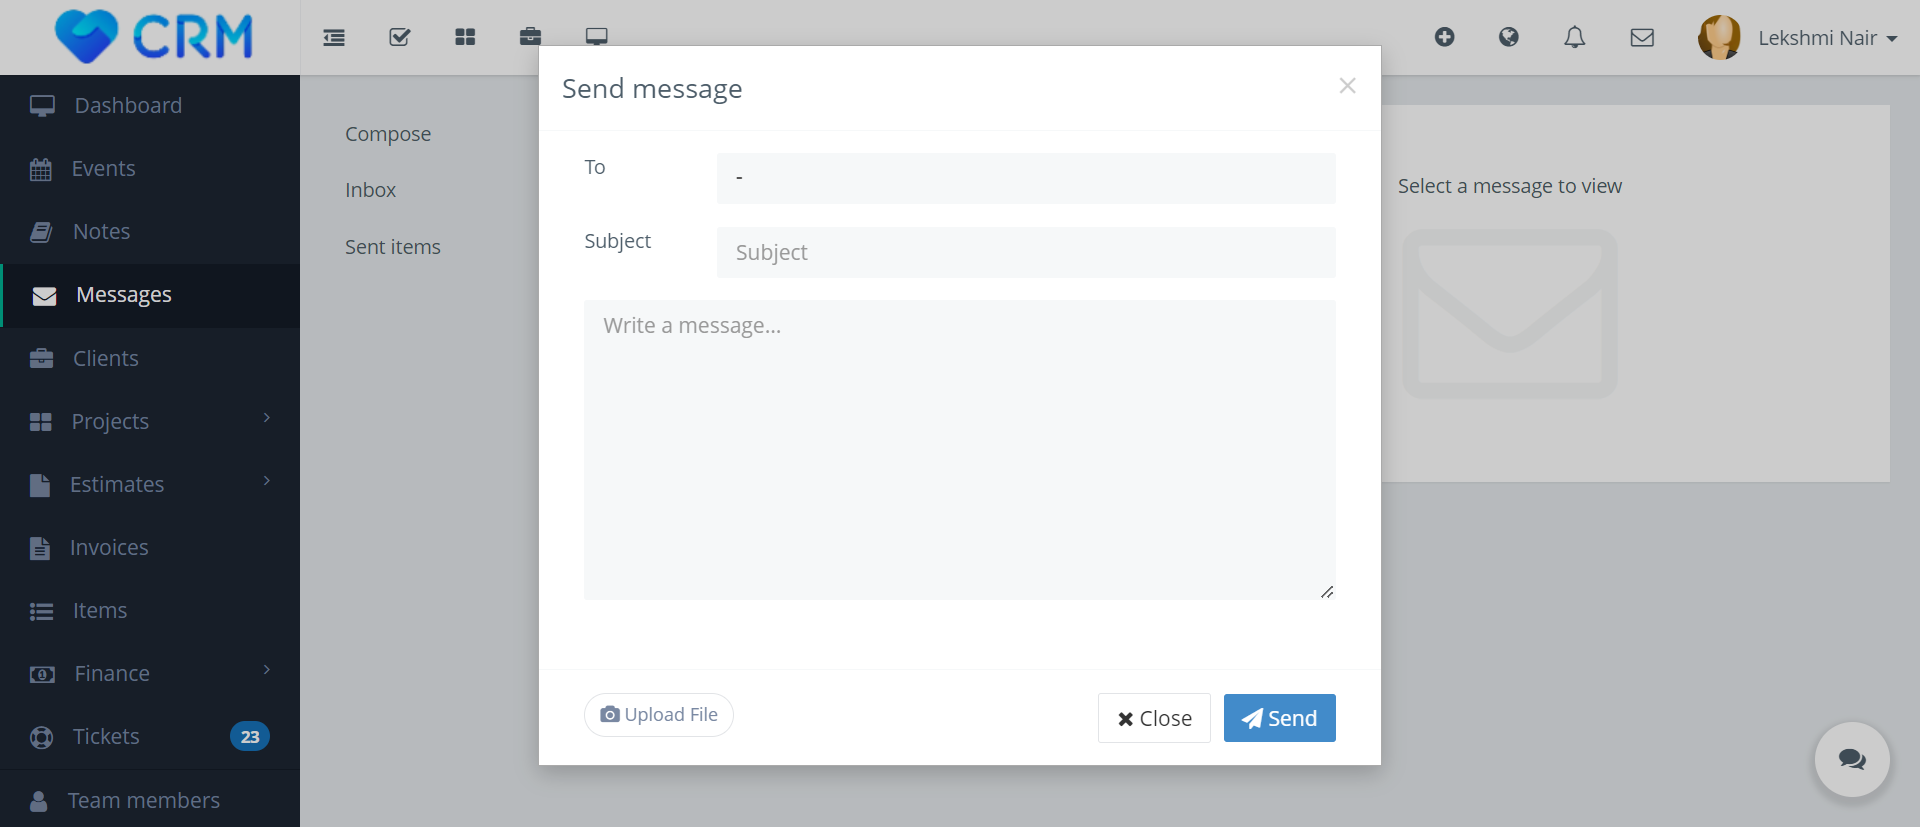 CRM
Lekshmi Nair
Dashboard
Events
Notes
Messages
Clients
Projects
Estimates
Invoices
Items
Finance
Tickets 23
Team members
Compose
Inbox
Sent items
Send message
To -
Subject Subject
Write a message...
Upload File
Close
Send
Select a message to view